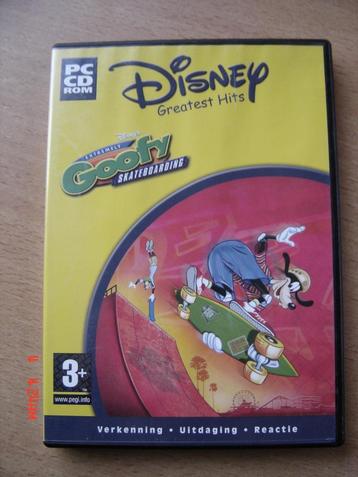 PC
CD
ROM
Disney
Greatest Hits
Disney's
EXTREMELY
Goofy
SKATEBOARDING
3+
www.pegi.info
Verkenning • Uitdaging • Reactie